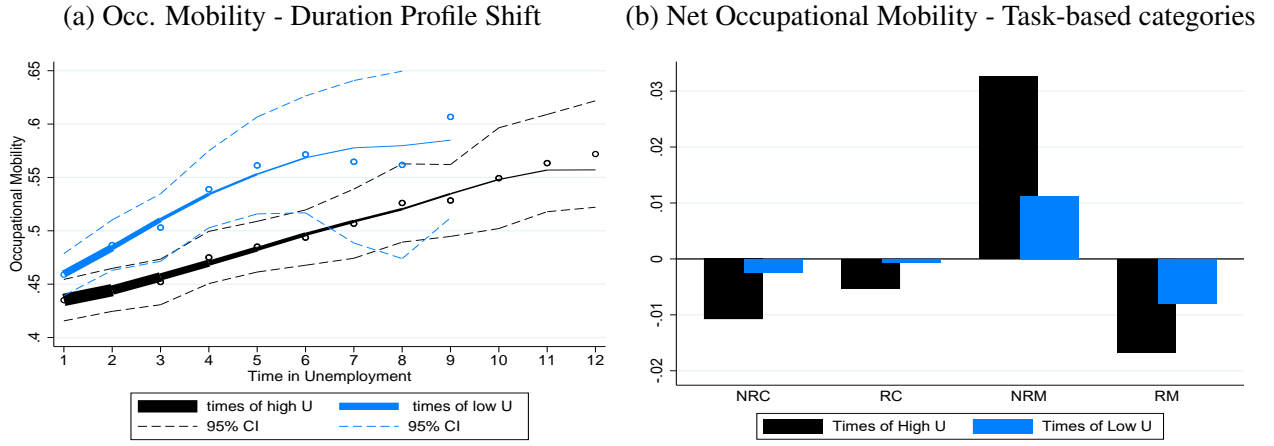 (a) Occ. Mobility - Duration Profile Shift
Occupational Mobility
.65
.6
.55
.5
.45
.4
1 2 3 4 5 6 7 8 9 10 11 12
Time in Unemployment
times of high U times of low U
95% CI 95% CI
(b) Net Occupational Mobility - Task-based categories
.03
.02
.01
0
-.01
-.02
NRC RC NRM RM
Times of High U Times of Low U